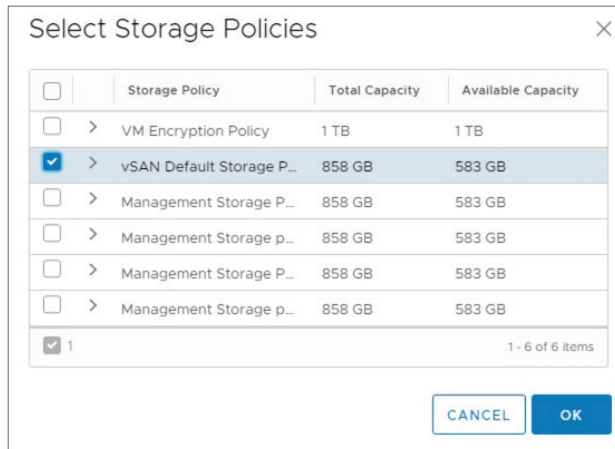 Select Storage Policies
Storage Policy Total Capacity Available Capacity
VM Encryption Policy 1 TB 1 TB
vSAN Default Storage P... 858 GB 583 GB
Management Storage P... 858 GB 583 GB
Management Storage p... 858 GB 583 GB
Management Storage P... 858 GB 583 GB
Management Storage p... 858 GB 583 GB
1 1 - 6 of 6 items
CANCEL OK